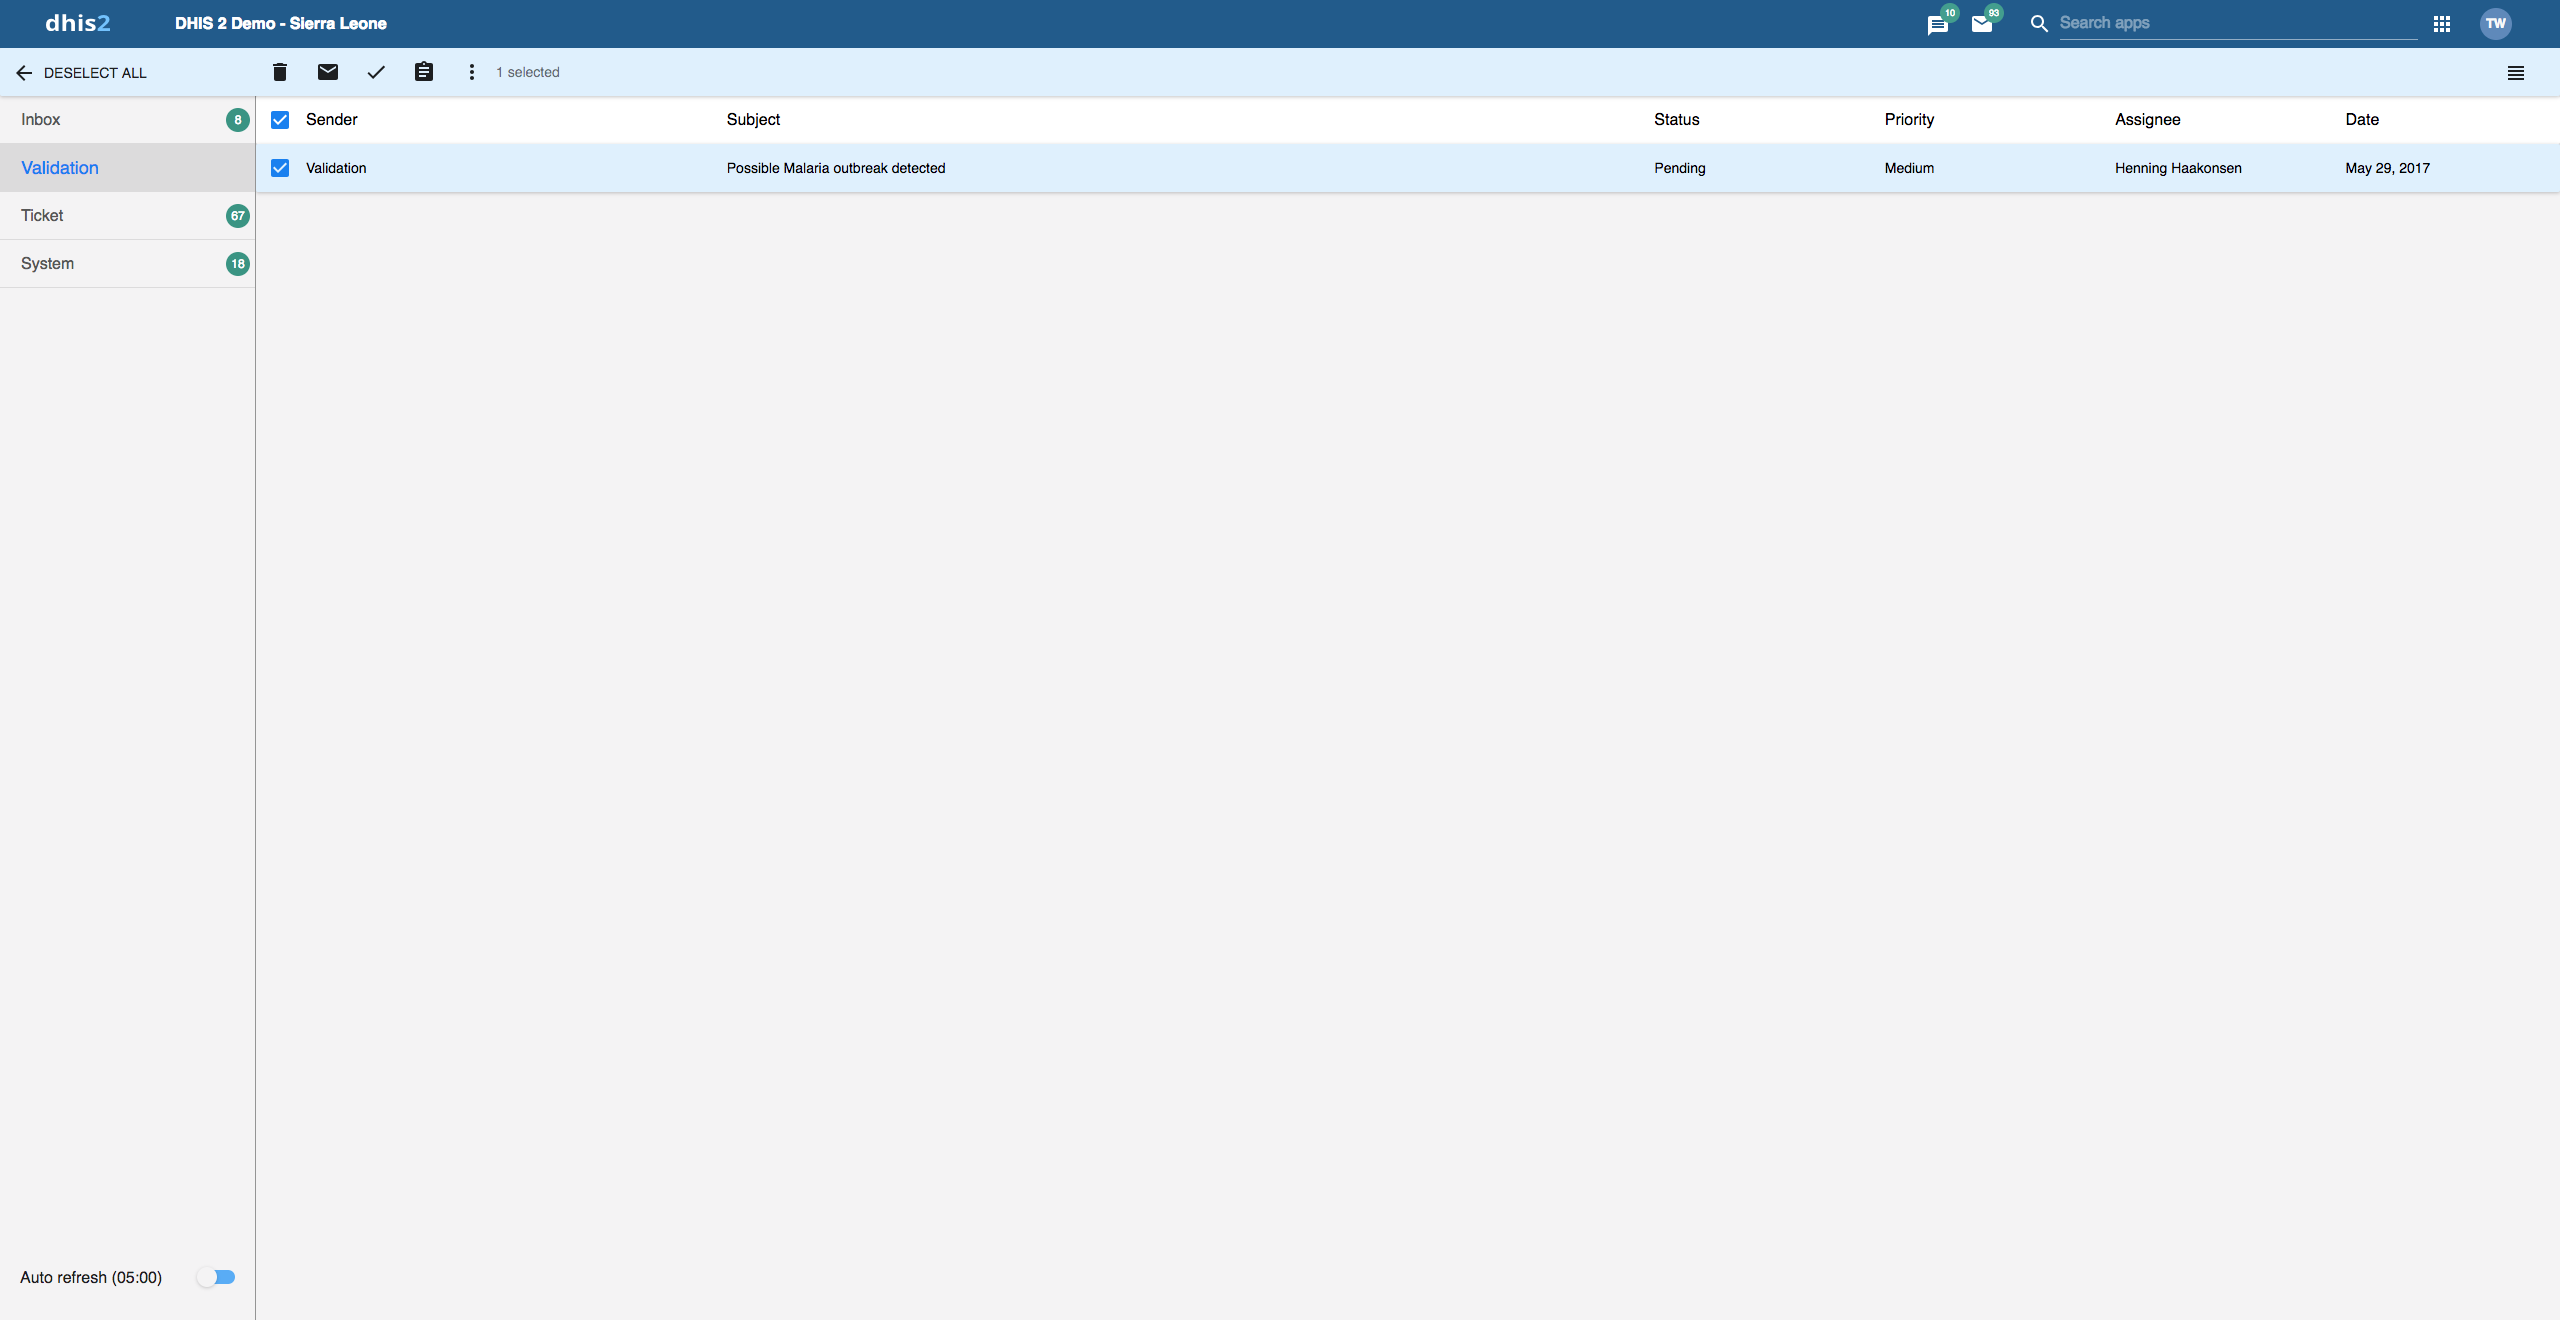 dhis2 DHIS 2 Demo - Sierra Leone 10 93 Search apps TW
DESELECT ALL 1 selected
Inbox 8 Sender Subject Status Priority Assignee Date
Validation Validation Possible Malaria outbreak detected Pending Medium Henning Haakonsen May 29, 2017
Ticket 67
System 18
Auto refresh (05:00)